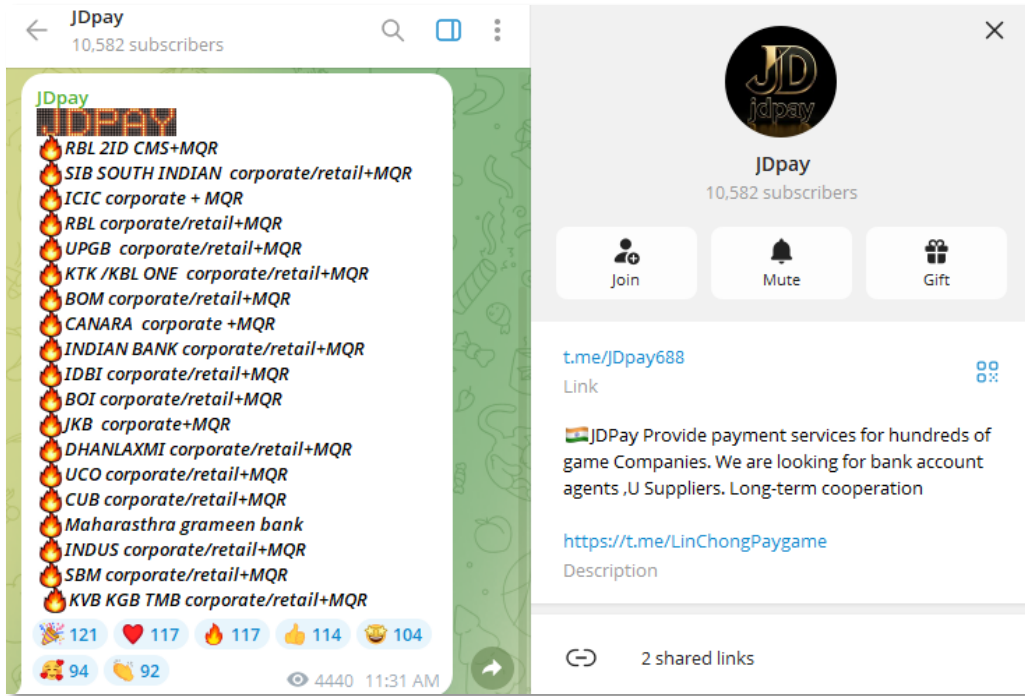 JDpay
10,582 subscribers
JDpay
JDPAY
🔥RBL 2ID CMS+MQR
🔥SIB SOUTH INDIAN corporate/retail+MQR
🔥ICIC corporate + MQR
🔥RBL corporate/retail+MQR
🔥UPGB corporate/retail+MQR
🔥KTK /KBL ONE corporate/retail+MQR
🔥BOM corporate/retail+MQR
🔥CANARA corporate +MQR
🔥INDIAN BANK corporate/retail+MQR
🔥IDBI corporate/retail+MQR
🔥BOI corporate/retail+MQR
🔥JKB corporate+MQR
🔥DHANLAXMI corporate/retail+MQR
🔥UCO corporate/retail+MQR
🔥CUB corporate/retail+MQR
🔥Maharasthra grameen bank
🔥INDUS corporate/retail+MQR
🔥SBM corporate/retail+MQR
🔥KVB KGB TMB corporate/retail+MQR
🎉 121 ❤️ 117 🔥 117 👍 114 🤩 104
🥰 94 👏 92
4440 11:31 AM
JD
jdpay
JDpay
10,582 subscribers
Join Mute Gift
t.me/JDpay688
Link
🇮🇳JDPay Provide payment services for hundreds of
game Companies. We are looking for bank account
agents ,U Suppliers. Long-term cooperation
https://t.me/LinChongPaygame
Description
2 shared links